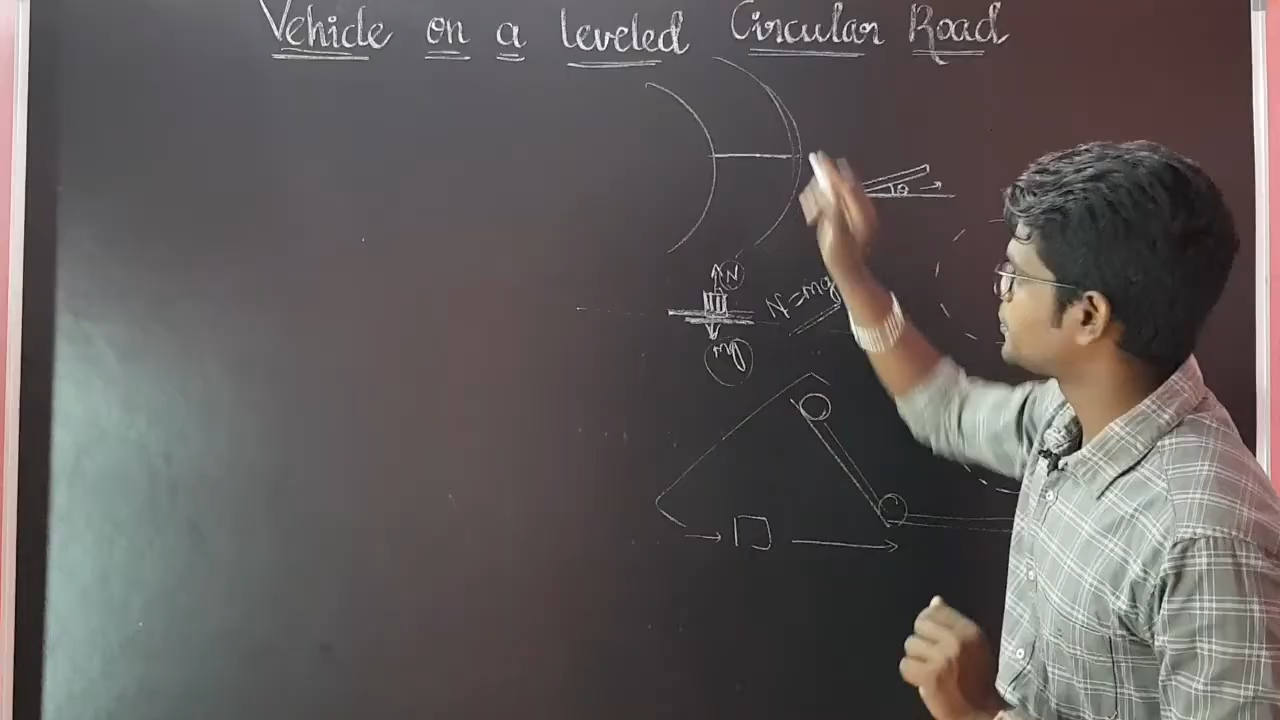 Vehicle on a leveled Circular Road
θ
N
N = mg
mg